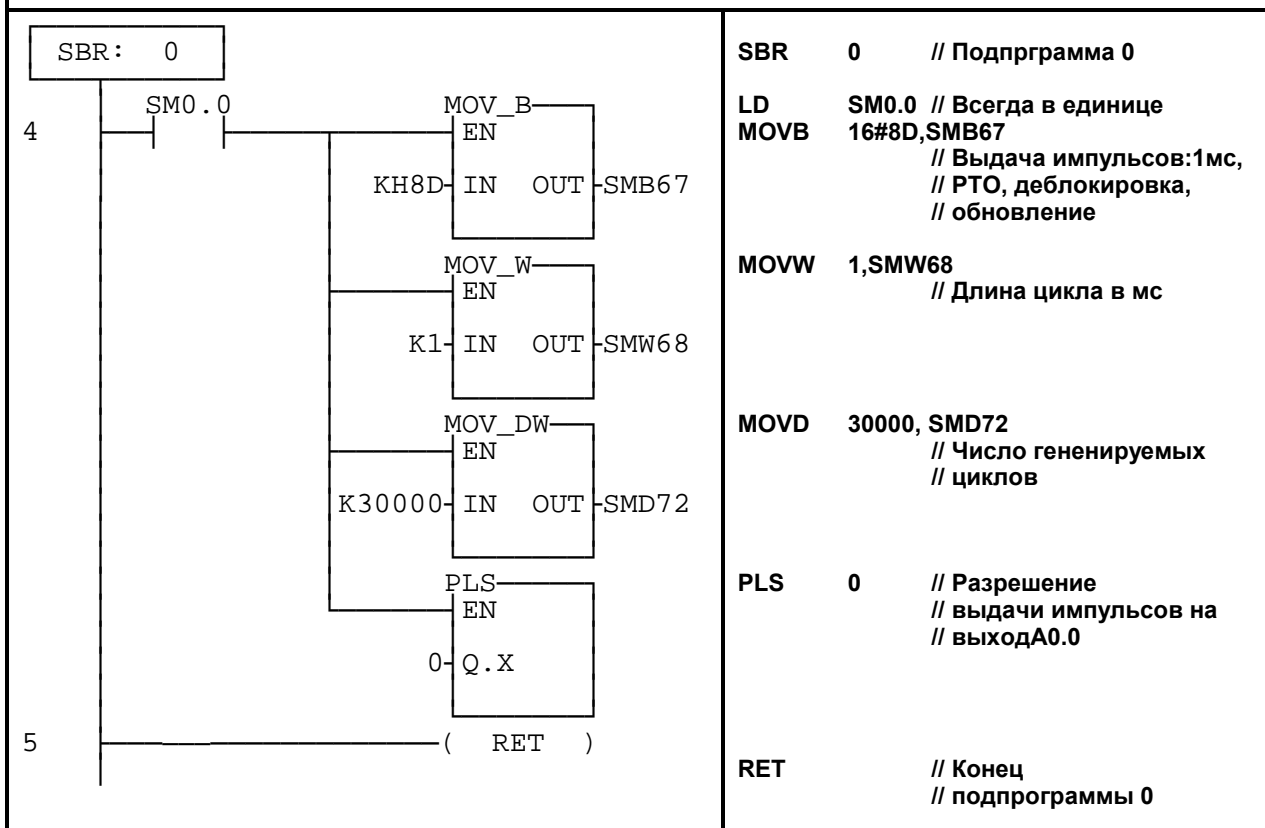 SBR: 0
4
SM0.0
MOV_B
EN
KH8D IN OUT SMB67
MOV_W
EN
K1 IN OUT SMW68
MOV_DW
EN
K30000 IN OUT SMD72
PLS
EN
0 Q.X
5
( RET )
SBR 0 // Подпрграмма 0
LD SM0.0 // Всегда в единице
MOVB 16#8D,SMB67
// Выдача импульсов:1мс,
// PTO, деблокировка,
// обновление
MOVW 1,SMW68
// Длина цикла в мс
MOVD 30000, SMD72
// Число гененируемых
// циклов
PLS 0 // Разрешение
// выдачи импульсов на
// выходA0.0
RET // Конец
// подпрограммы 0